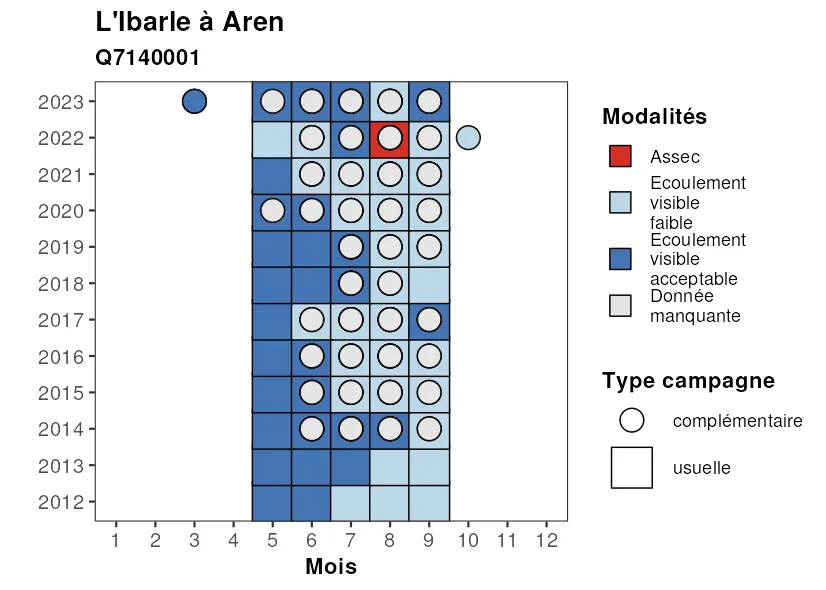 L'Ibarle à Aren
Q7140001
2023
2022
2021
2020
2019
2018
2017
2016
2015
2014
2013
2012
1 2 3 4 5 6 7 8 9 10 11 12
Mois
Modalités
Assec
Ecoulement
visible
faible
Ecoulement
visible
acceptable
Donnée
manquante
Type campagne
complémentaire
usuelle